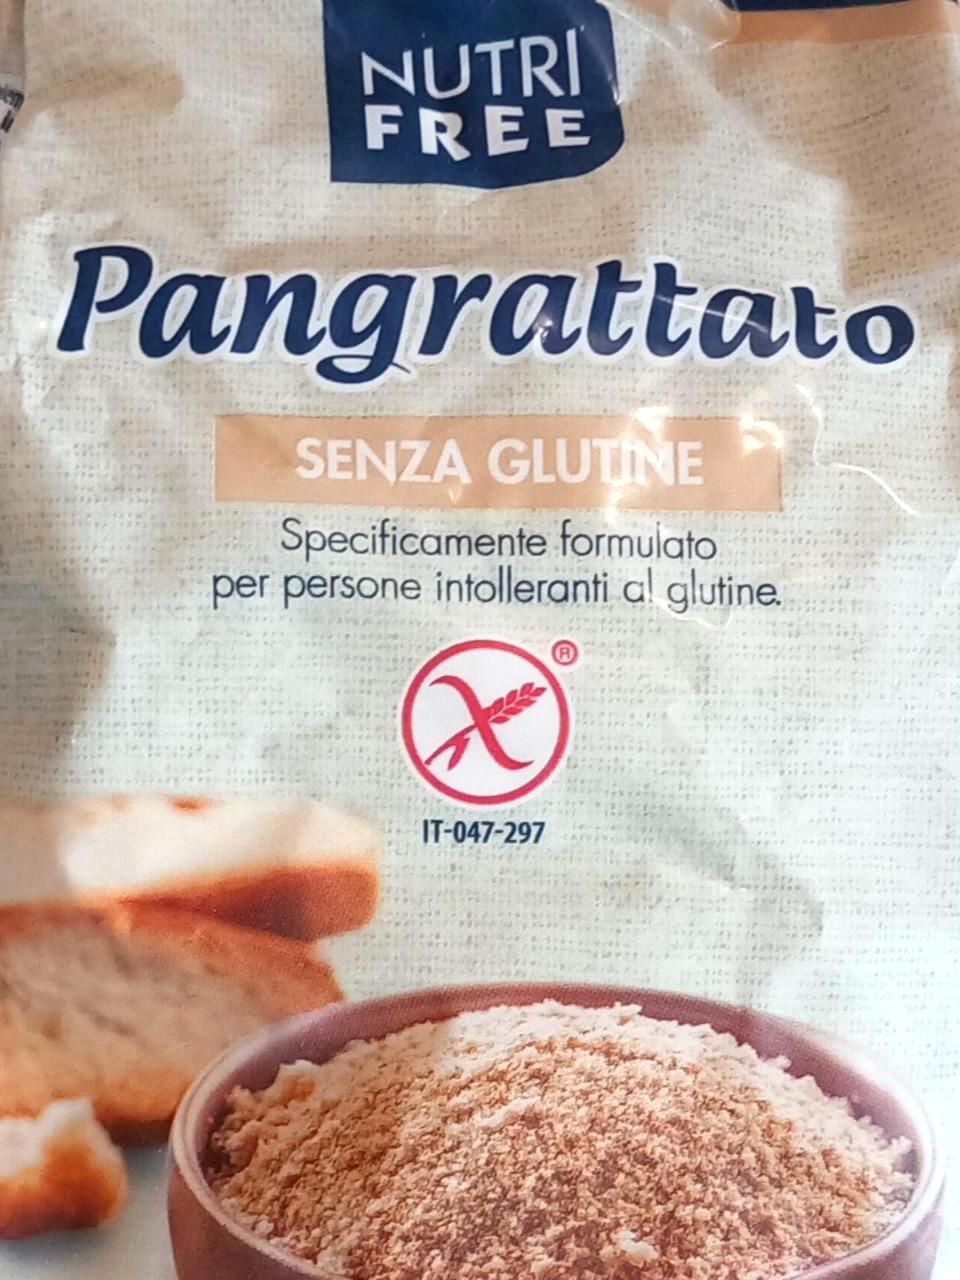 NUTRI
FREE
Pangrattato
SENZA GLUTINE
Specificamente formulato
per persone intolleranti al glutine.
®
IT-047-297